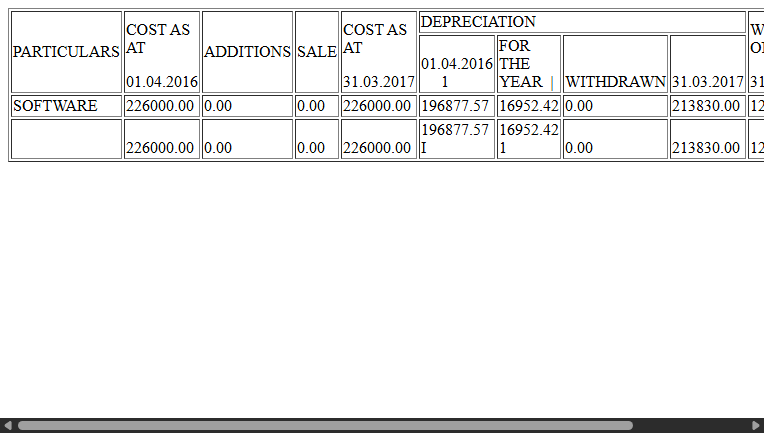 PARTICULARS
COST AS
AT
01.04.2016
ADDITIONS
SALE
COST AS
AT
31.03.2017
DEPRECIATION
01.04.2016
1
FOR
THE
YEAR |
WITHDRAWN
31.03.2017
SOFTWARE 226000.00 0.00 0.00 226000.00 196877.57 16952.42 0.00 213830.00
226000.00 0.00 0.00 226000.00 196877.57 I 16952.42 1 0.00 213830.00